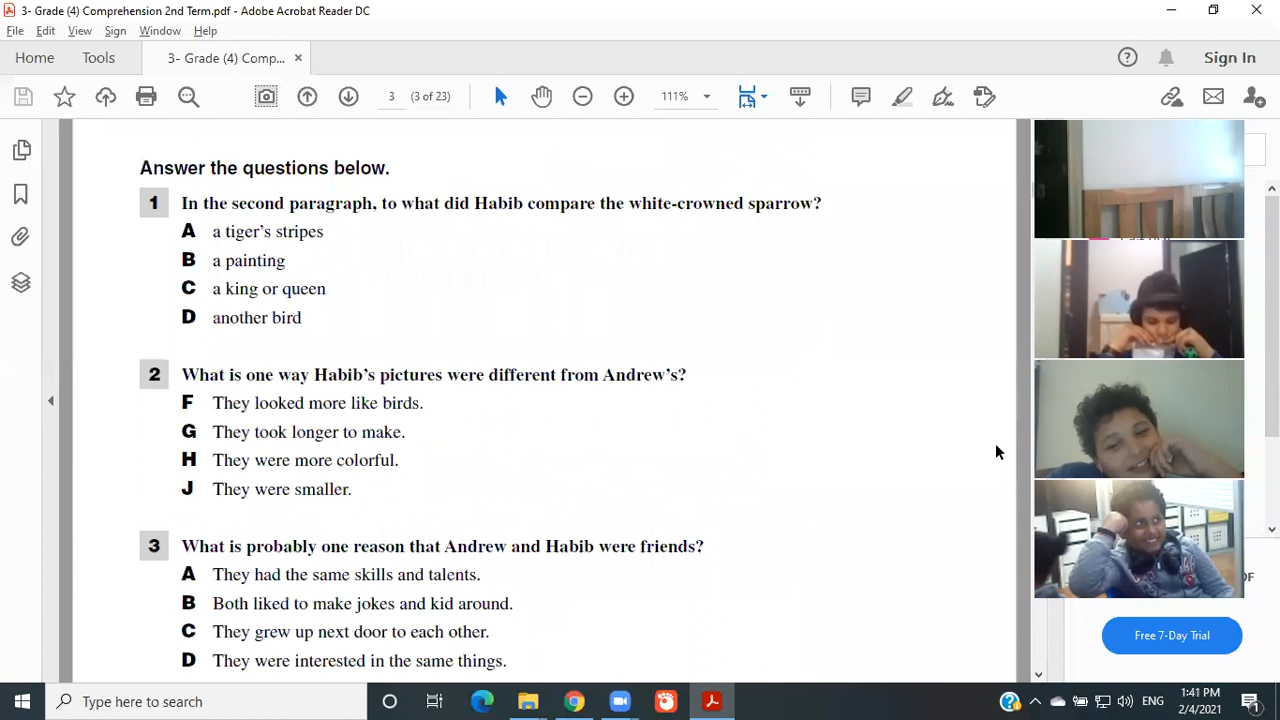 3- Grade (4) Comprehension 2nd Term.pdf - Adobe Acrobat Reader DC
File Edit View Sign Window Help
Home Tools 3- Grade (4) Comp... × Sign In
3 (3 of 23) 111%
Answer the questions below.
1 In the second paragraph, to what did Habib compare the white-crowned sparrow?
A a tiger's stripes
B a painting
C a king or queen
D another bird
2 What is one way Habib's pictures were different from Andrew's?
F They looked more like birds.
G They took longer to make.
H They were more colorful.
J They were smaller.
3 What is probably one reason that Andrew and Habib were friends?
A They had the same skills and talents.
B Both liked to make jokes and kid around.
C They grew up next door to each other.
D They were interested in the same things.
Free 7-Day Trial
Type here to search
ENG
1:41 PM
2/4/2021
1